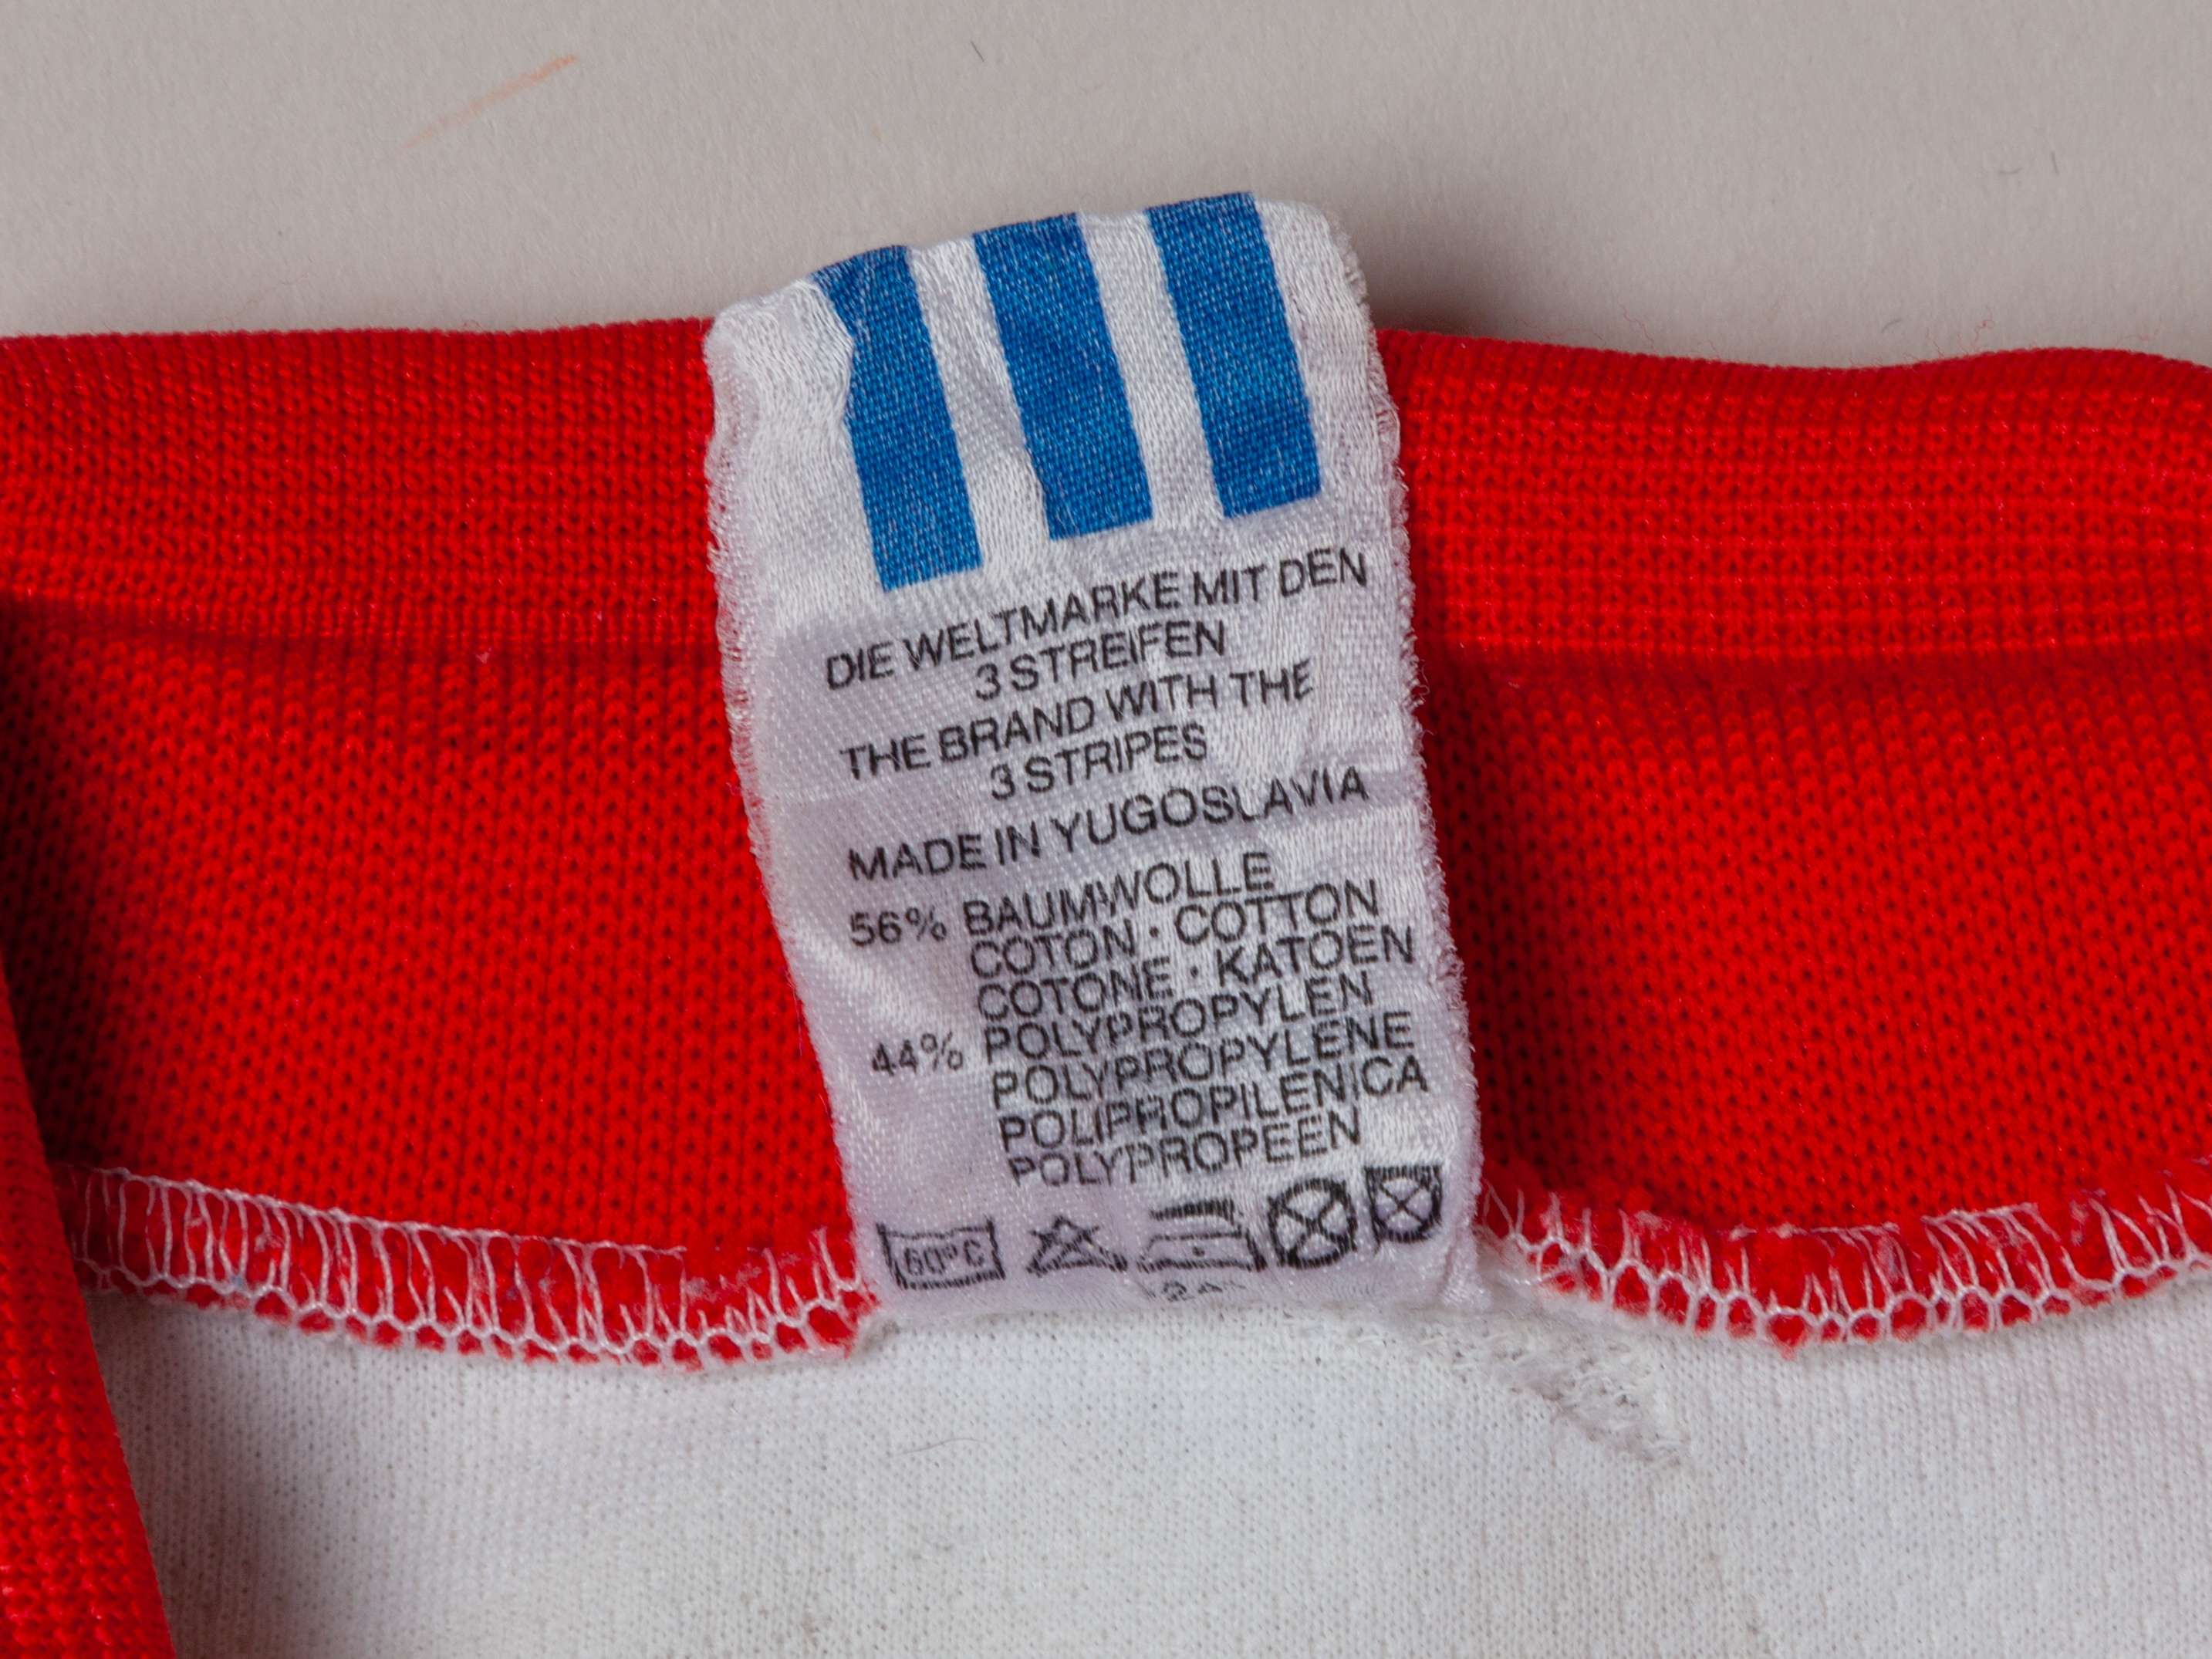 DIE WELTMARKE MIT DEN
3 STREIFEN
THE BRAND WITH THE
3 STRIPES
MADE IN YUGOSLAVIA
56% BAUMWOLLE
COTON · COTTON
COTONE · KATOEN
44% POLYPROPYLEN
POLYPROPYLENE
POLIPROPILENICA
POLYPROPEEN
60°C